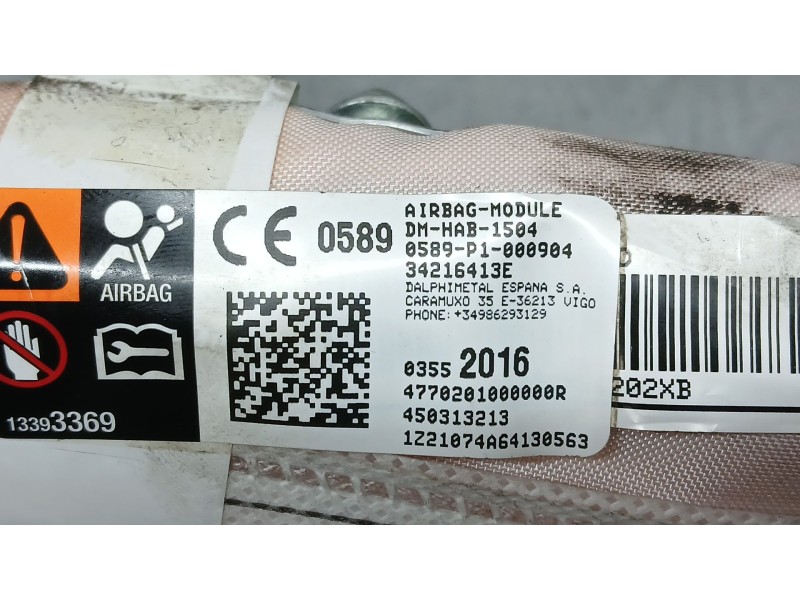 AIRBAG
13393369
CE 0589
AIRBAG-MODULE
DM-HAB-1504
0589-P1-000904
34216413E
DALPHIMETAL ESPANA S.A.
CARAMUXO 35 E-36213 VIGO
PHONE: +34986293129
0355 2016
4770201000000R
450313213
1Z21074A64130563
202XB